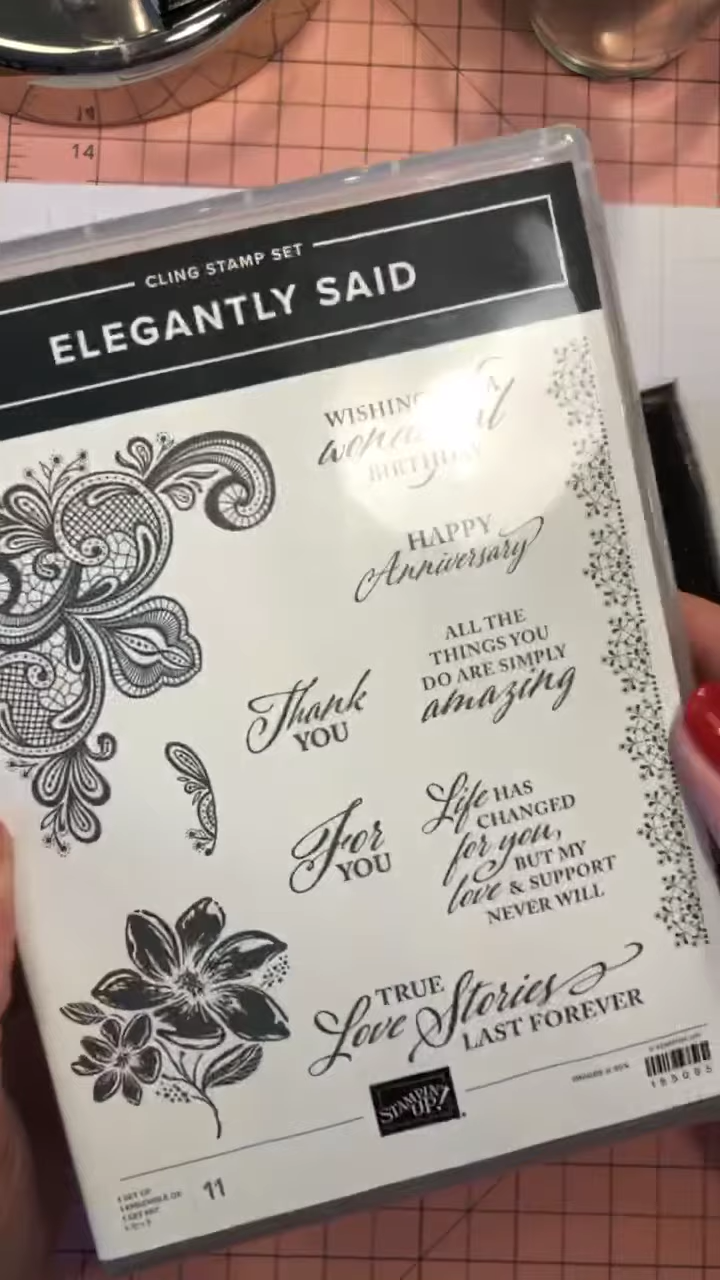 14
CLING STAMP SET
ELEGANTLY SAID
WISHING A
wonderful
BIRTHDAY
HAPPY
Anniversary
ALL THE
THINGS YOU
DO ARE SIMPLY
amazing
Thank
YOU
Life HAS
CHANGED
for you,
BUT MY
love & SUPPORT
NEVER WILL
For
YOU
TRUE
Love Stories
LAST FOREVER
STAMPIN'
UP!
11